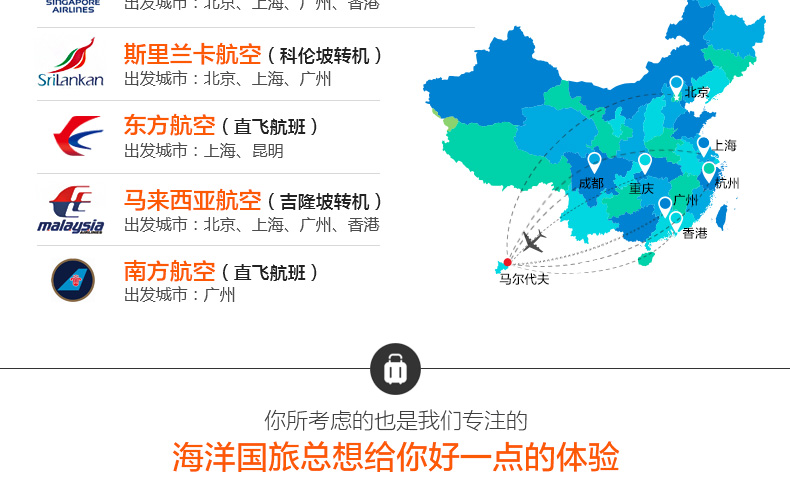 SINGAPORE
AIRLINES
出发城市：北京、上海、广州、香港
SriLankan
斯里兰卡航空（科伦坡转机）
出发城市：北京、上海、广州
东方航空（直飞航班）
出发城市：上海、昆明
malaysia
AIRLINES
马来西亚航空（吉隆坡转机）
出发城市：北京、上海、广州、香港
南方航空（直飞航班）
出发城市：广州
北京
上海
成都
重庆
杭州
广州
香港
马尔代夫
你所考虑的也是我们专注的
海洋国旅总想给你好一点的体验